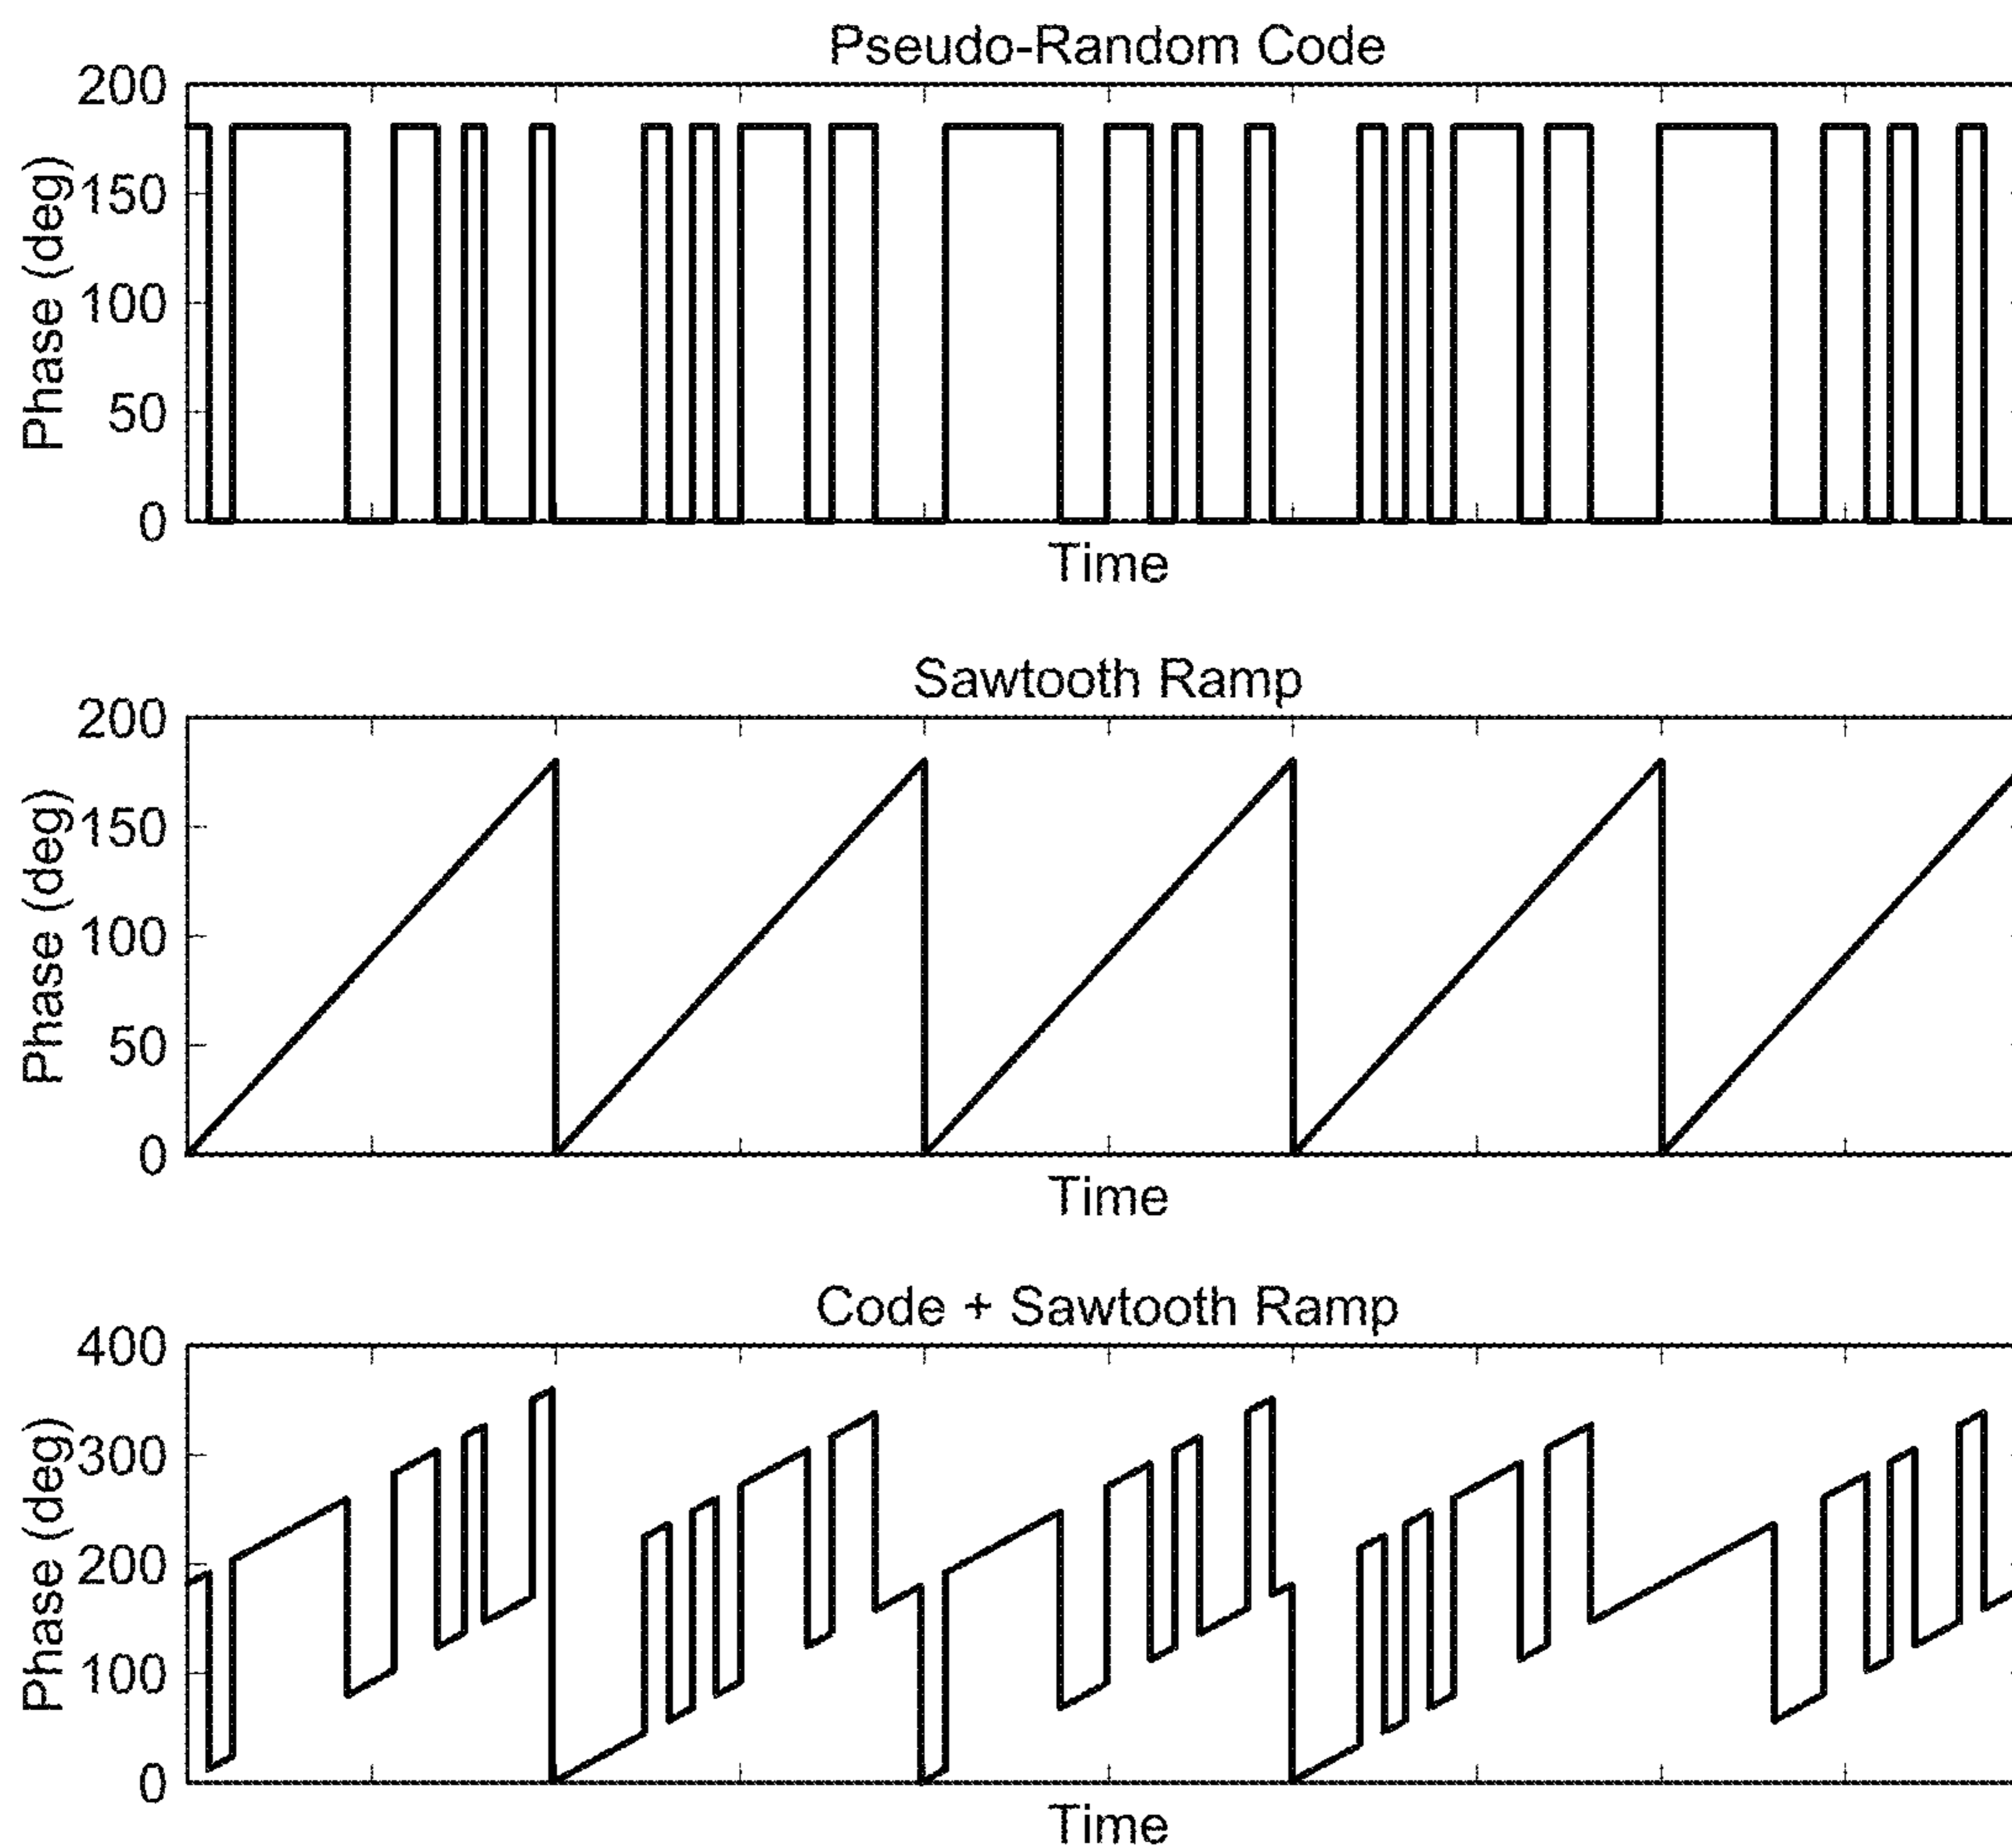 Pseudo-Random Code
200
150
100
50
0
Phase (deg)
Time
Sawtooth Ramp
200
150
100
50
0
Phase (deg)
Time
Code + Sawtooth Ramp
400
300
200
100
0
Phase (deg)
Time